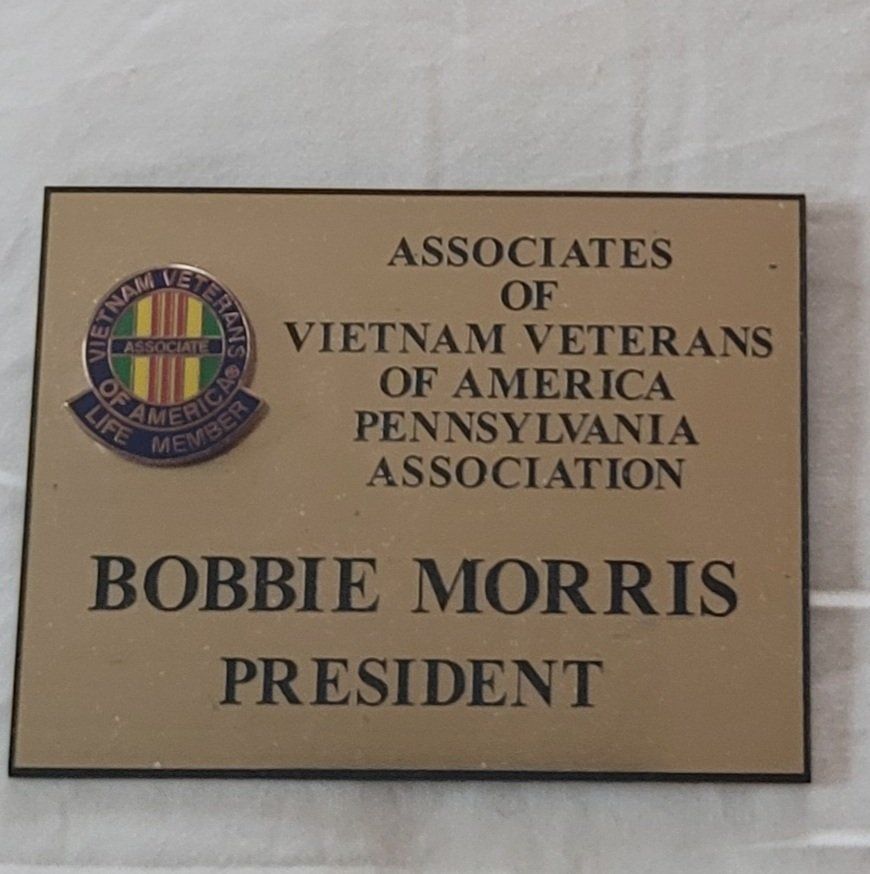 VIETNAM VETERANS
ASSOCIATE
OF AMERICA®
LIFE MEMBER
ASSOCIATES
OF
VIETNAM VETERANS
OF AMERICA
PENNSYLVANIA
ASSOCIATION
BOBBIE MORRIS
PRESIDENT